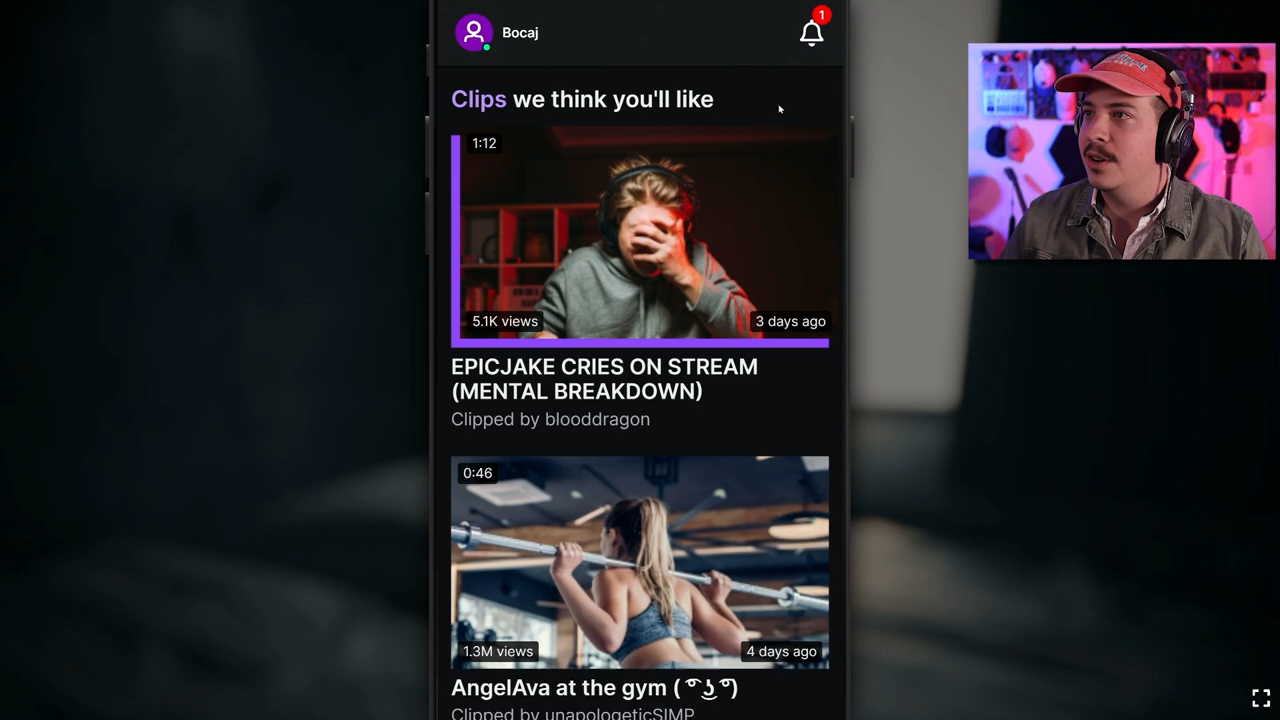 Bocaj
1
Clips we think you'll like
1:12
5.1K views
3 days ago
EPICJAKE CRIES ON STREAM
(MENTAL BREAKDOWN)
Clipped by blooddragon
0:46
1.3M views
4 days ago
AngelAva at the gym ( ͡° ͜ʖ ͡°)
Clipped by unapologeticSIMP